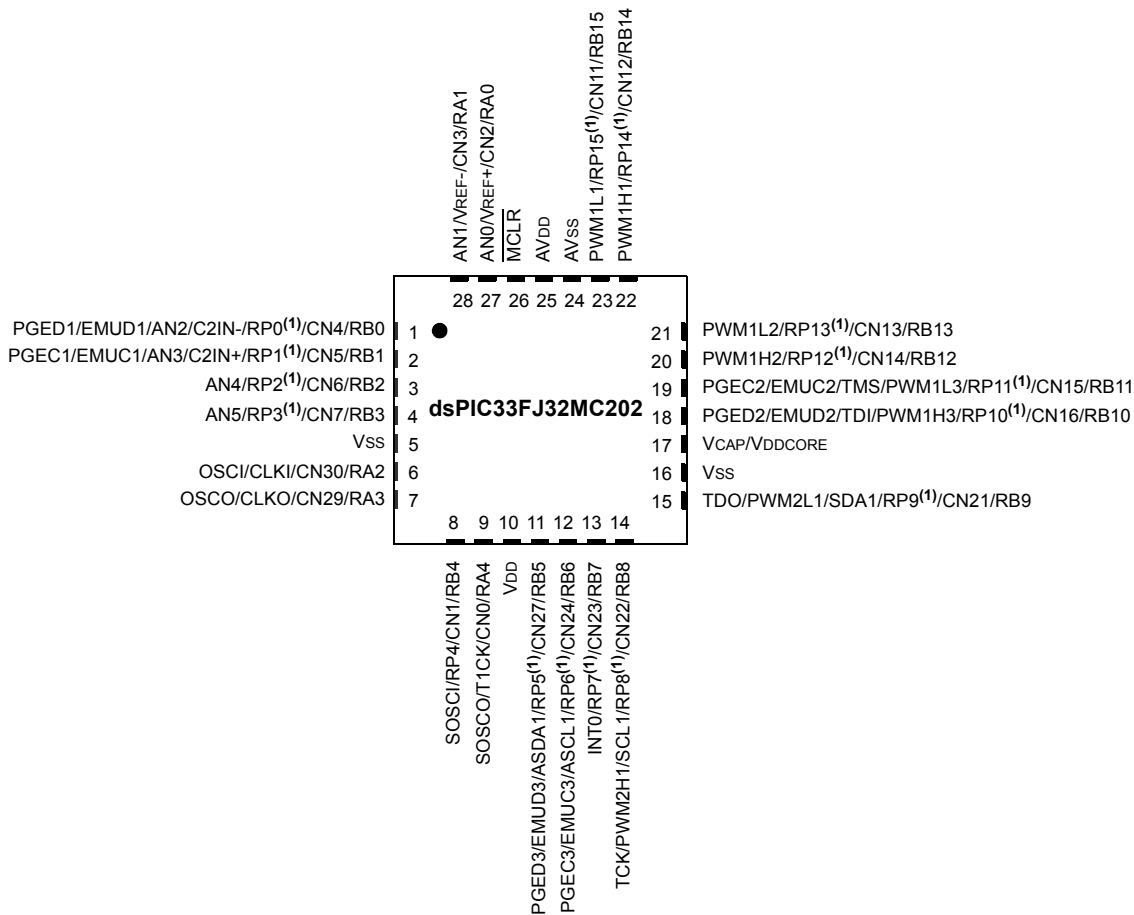 AN1/VREF-/CN3/RA1
AN0/VREF+/CN2/RA0
MCLR
AVDD
AVSS
PWM1L1/RP15(1)/CN11/RB15
PWM1H1/RP14(1)/CN12/RB14
28 27 26 25 24 23 22
PGED1/EMUD1/AN2/C2IN-/RP0(1)/CN4/RB0 1
PGEC1/EMUC1/AN3/C2IN+/RP1(1)/CN5/RB1 2
AN4/RP2(1)/CN6/RB2 3
AN5/RP3(1)/CN7/RB3 4
VSS 5
OSCI/CLKI/CN30/RA2 6
OSCO/CLKO/CN29/RA3 7
dsPIC33FJ32MC202
21 PWM1L2/RP13(1)/CN13/RB13
20 PWM1H2/RP12(1)/CN14/RB12
19 PGEC2/EMUC2/TMS/PWM1L3/RP11(1)/CN15/RB11
18 PGED2/EMUD2/TDI/PWM1H3/RP10(1)/CN16/RB10
17 VCAP/VDDCORE
16 VSS
15 TDO/PWM2L1/SDA1/RP9(1)/CN21/RB9
8 9 10 11 12 13 14
SOSCI/RP4/CN1/RB4
SOSCO/T1CK/CN0/RA4
VDD
PGED3/EMUD3/ASDA1/RP5(1)/CN27/RB5
PGEC3/EMUC3/ASCL1/RP6(1)/CN24/RB6
INT0/RP7(1)/CN23/RB7
TCK/PWM2H1/SCL1/RP8(1)/CN22/RB8